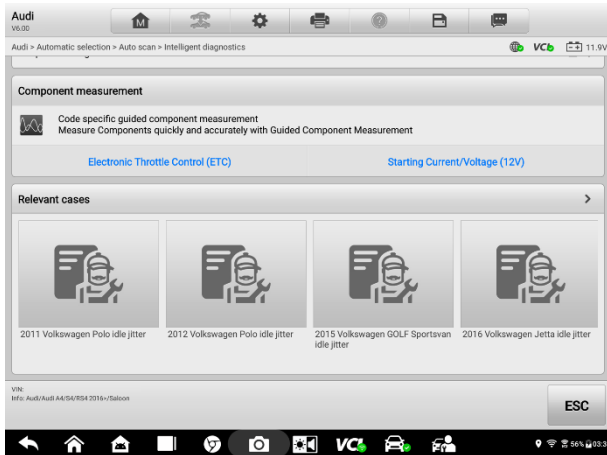 Audi
V6.00
M
?
Audi > Automatic selection > Auto scan > Intelligent diagnostics
VCI
11.9V
Component measurement
Code specific guided component measurement
Measure Components quickly and accurately with Guided Component Measurement
Electronic Throttle Control (ETC)
Starting Current/Voltage (12V)
Relevant cases
>
2011 Volkswagen Polo idle jitter
2012 Volkswagen Polo idle jitter
2015 Volkswagen GOLF Sportsvan
idle jitter
2016 Volkswagen Jetta idle jitter
VIN:
Info: Audi/Audi A4/S4/RS4 2016>/Saloon
ESC
VCI
56%